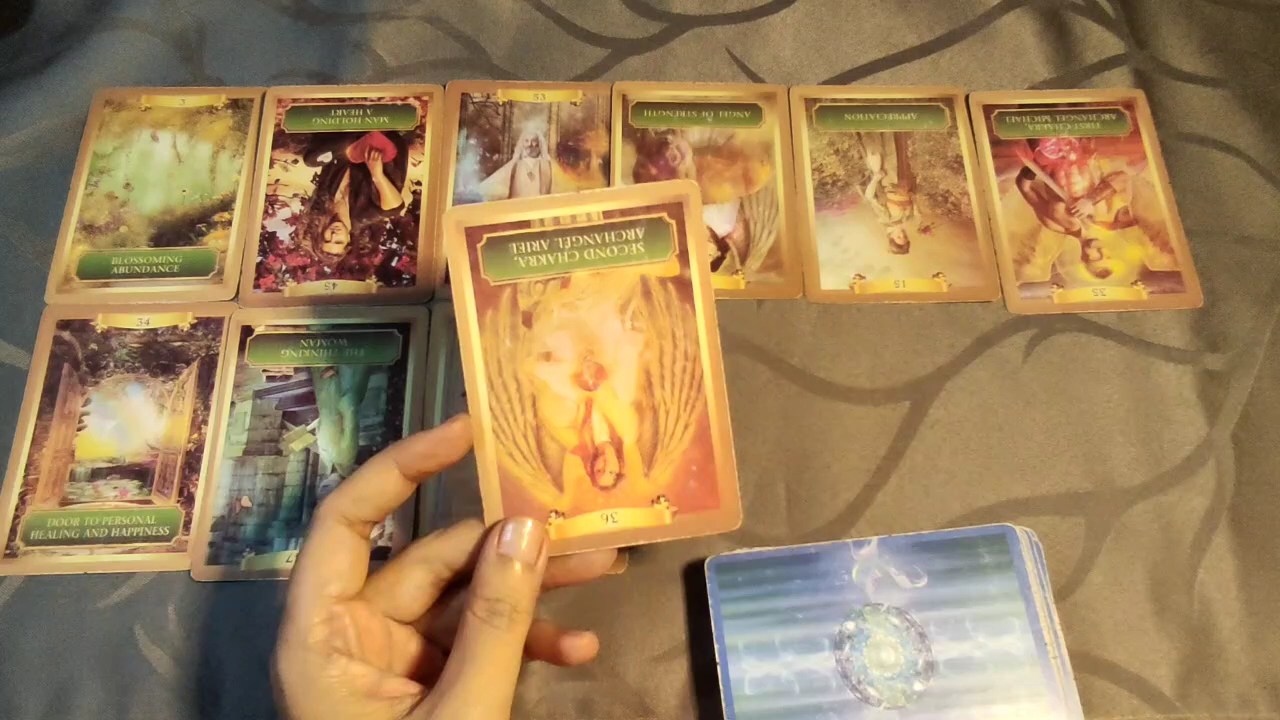 3
BLOSSOMING
ABUNDANCE
MAN HOLDING
A HEART
45
53
ANGEL OF STRENGTH
APPRECIATION
15
FIRST CHAKRA,
ARCHANGEL MICHAEL
35
34
DOOR TO PERSONAL
HEALING AND HAPPINESS
THE THINKING
WOMAN
SECOND CHAKRA,
ARCHANGEL ARIEL
36